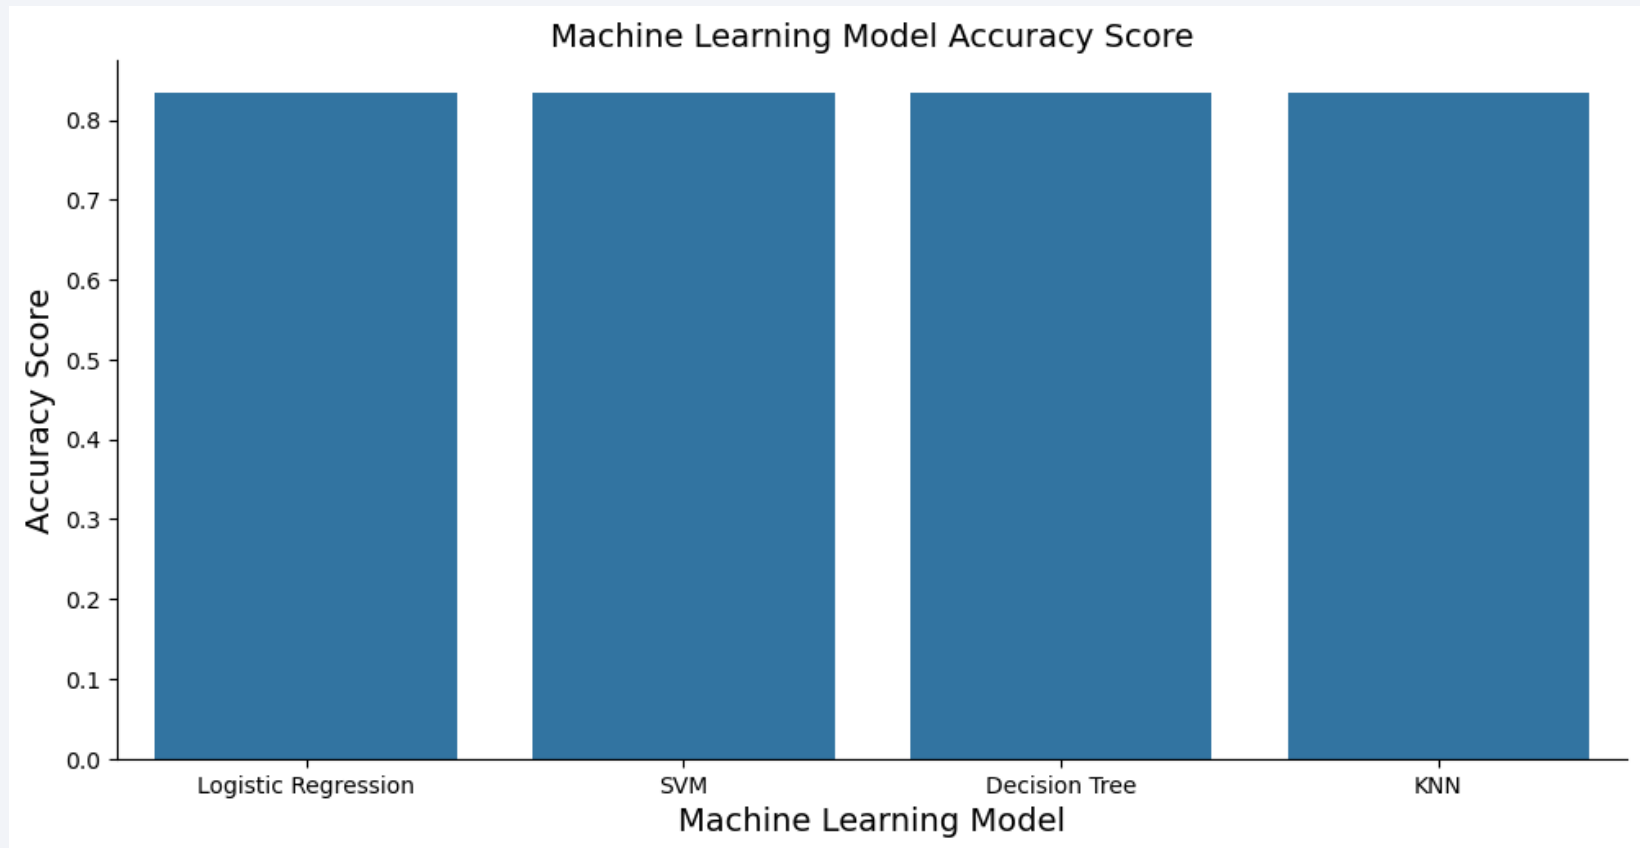 Machine Learning Model Accuracy Score
Accuracy Score
0.8
0.7
0.6
0.5
0.4
0.3
0.2
0.1
0.0
Logistic Regression SVM Decision Tree KNN
Machine Learning Model